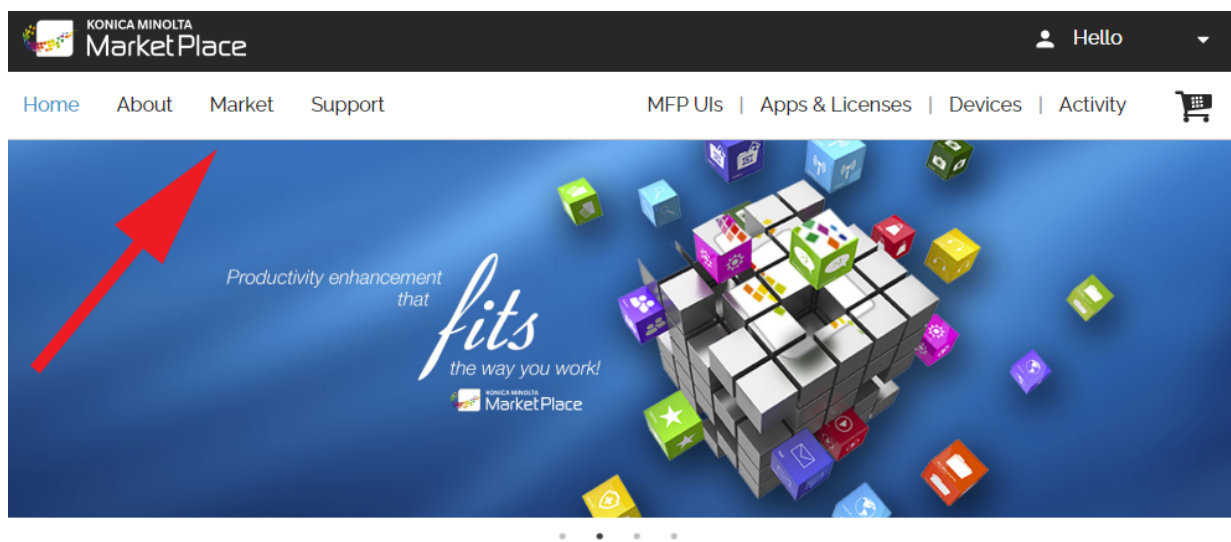 KONICA MINOLTA
MarketPlace
Hello
Home About Market Support
MFP UIs | Apps & Licenses | Devices | Activity
Productivity enhancement
that
fits
the way you work!
KONICA MINOLTA
MarketPlace